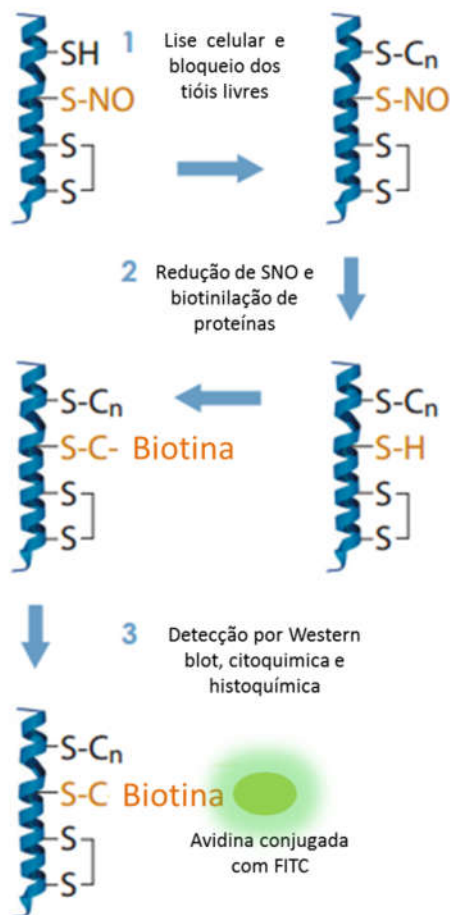 1
Lise celular e
bloqueio dos
tióis livres
SH
S-NO
S
S
S-Cn
S-NO
S
S
2
Redução de SNO e
biotinilação de
proteínas
S-Cn
S-C- Biotina
S
S
S-Cn
S-H
S
S
3
Detecção por Western
blot, citoquimica e
histoquímica
S-Cn
S-C Biotina
S
S
Avidina conjugada
com FITC